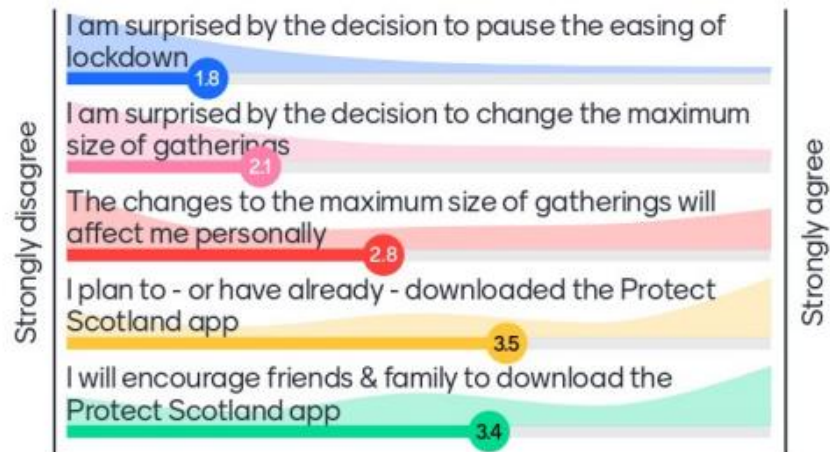 Strongly disagree
I am surprised by the decision to pause the easing of
lockdown
1.8
I am surprised by the decision to change the maximum
size of gatherings
2.1
The changes to the maximum size of gatherings will
affect me personally
2.8
I plan to - or have already - downloaded the Protect
Scotland app
3.5
I will encourage friends & family to download the
Protect Scotland app
3.4
Strongly agree